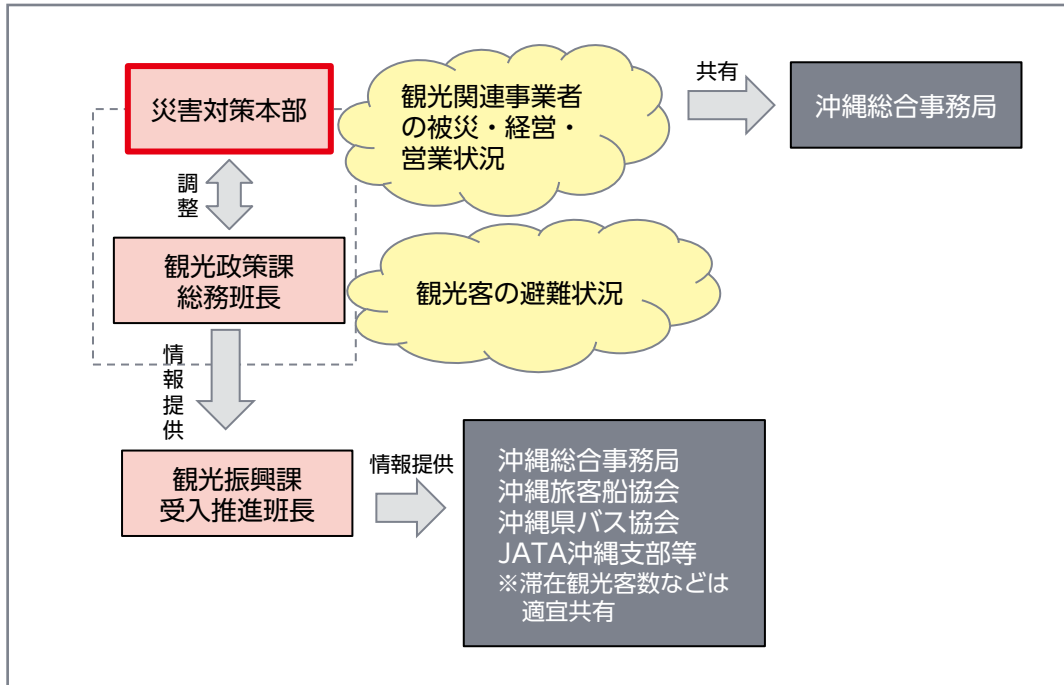 災害対策本部
観光関連事業者
の被災・経営・
営業状況
共有
沖縄総合事務局
調整
観光政策課
総務班長
観光客の避難状況
情報提供
観光振興課
受入推進班長
情報提供
沖縄総合事務局
沖縄旅客船協会
沖縄県バス協会
JATA沖縄支部等
※滞在観光客数などは
適宜共有